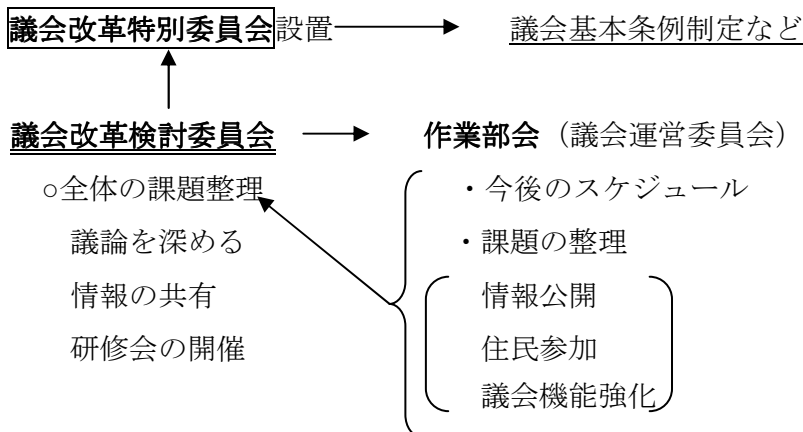 議会改革特別委員会設置 議会基本条例制定など
議会改革検討委員会 作業部会（議会運営委員会）
○全体の課題整理
議論を深める
情報の共有
研修会の開催
・今後のスケジュール
・課題の整理
情報公開
住民参加
議会機能強化